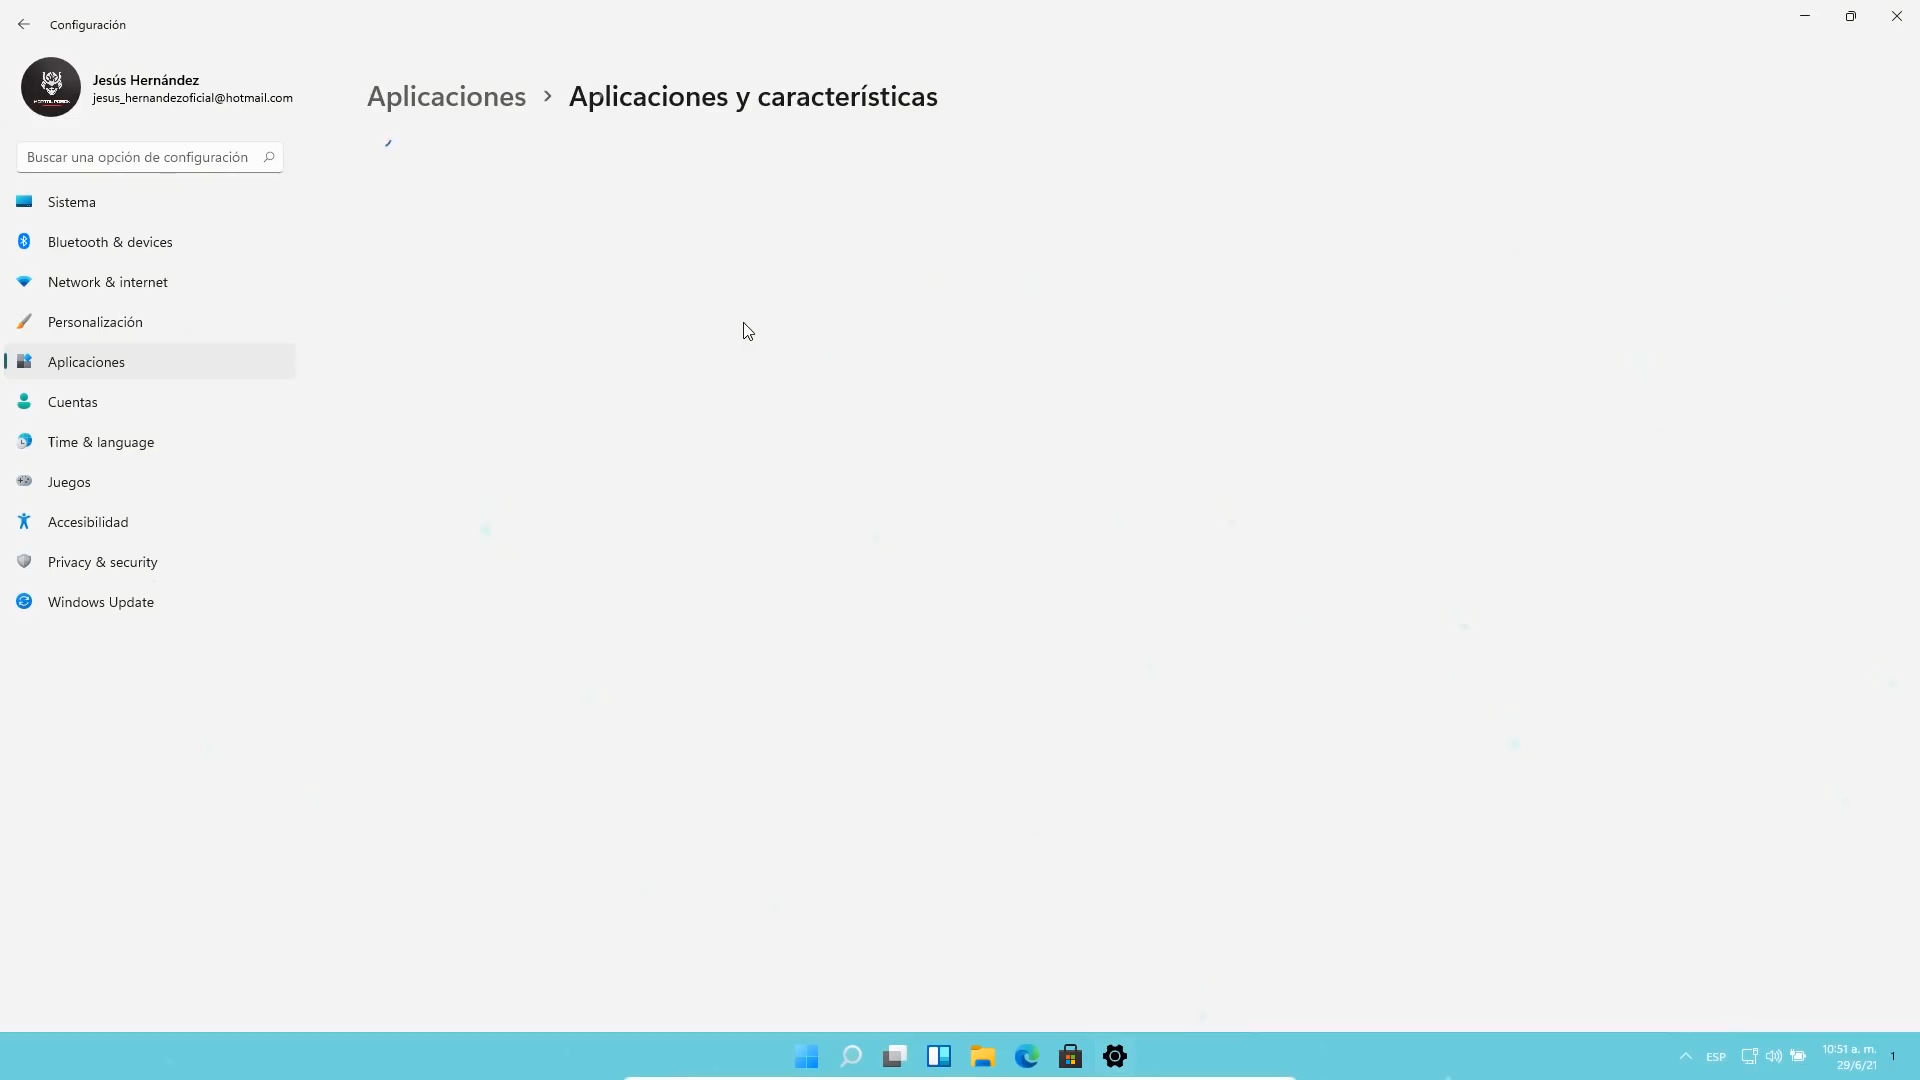 Configuración
Jesús Hernández
jesus_hernandezoficial@hotmail.com
Aplicaciones > Aplicaciones y características
Buscar una opción de configuración
Sistema
Bluetooth & devices
Network & internet
Personalización
Aplicaciones
Cuentas
Time & language
Juegos
Accesibilidad
Privacy & security
Windows Update
ESP
10:51 a. m.
29/6/21
1